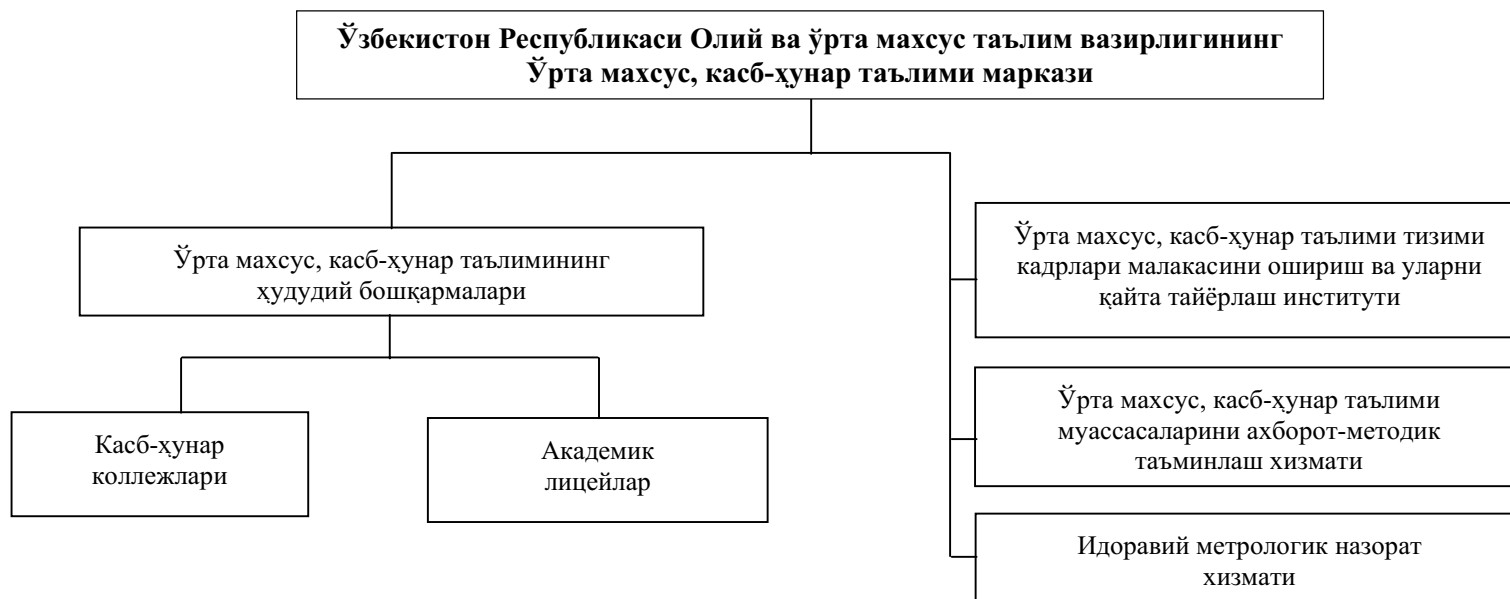 Ўзбекистон Республикаси Олий ва ўрта махсус таълим вазирлигининг
Ўрта махсус, касб-ҳунар таълими маркази
Ўрта махсус, касб-ҳунар таълимининг
ҳудудий бошқармалари
Касб-ҳунар
коллежлари
Академик
лицейлар
Ўрта махсус, касб-ҳунар таълими тизими
кадрлари малакасини ошириш ва уларни
қайта тайёрлаш институти
Ўрта махсус, касб-ҳунар таълими
муассасаларини ахборот-методик
таъминлаш хизмати
Идоравий метрологик назорат
хизмати